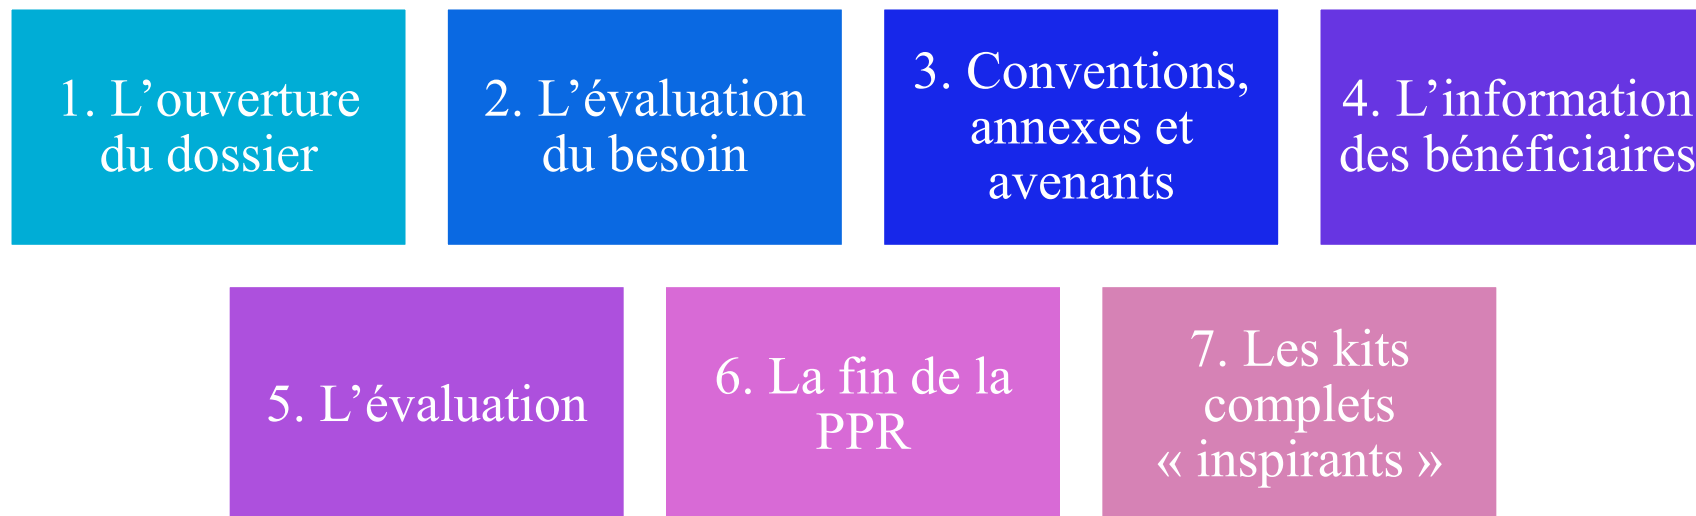 1. L’ouverture
du dossier
2. L’évaluation
du besoin
3. Conventions,
annexes et
avenants
4. L’information
des bénéficiaires
5. L’évaluation
6. La fin de la
PPR
7. Les kits
complets
« inspirants »